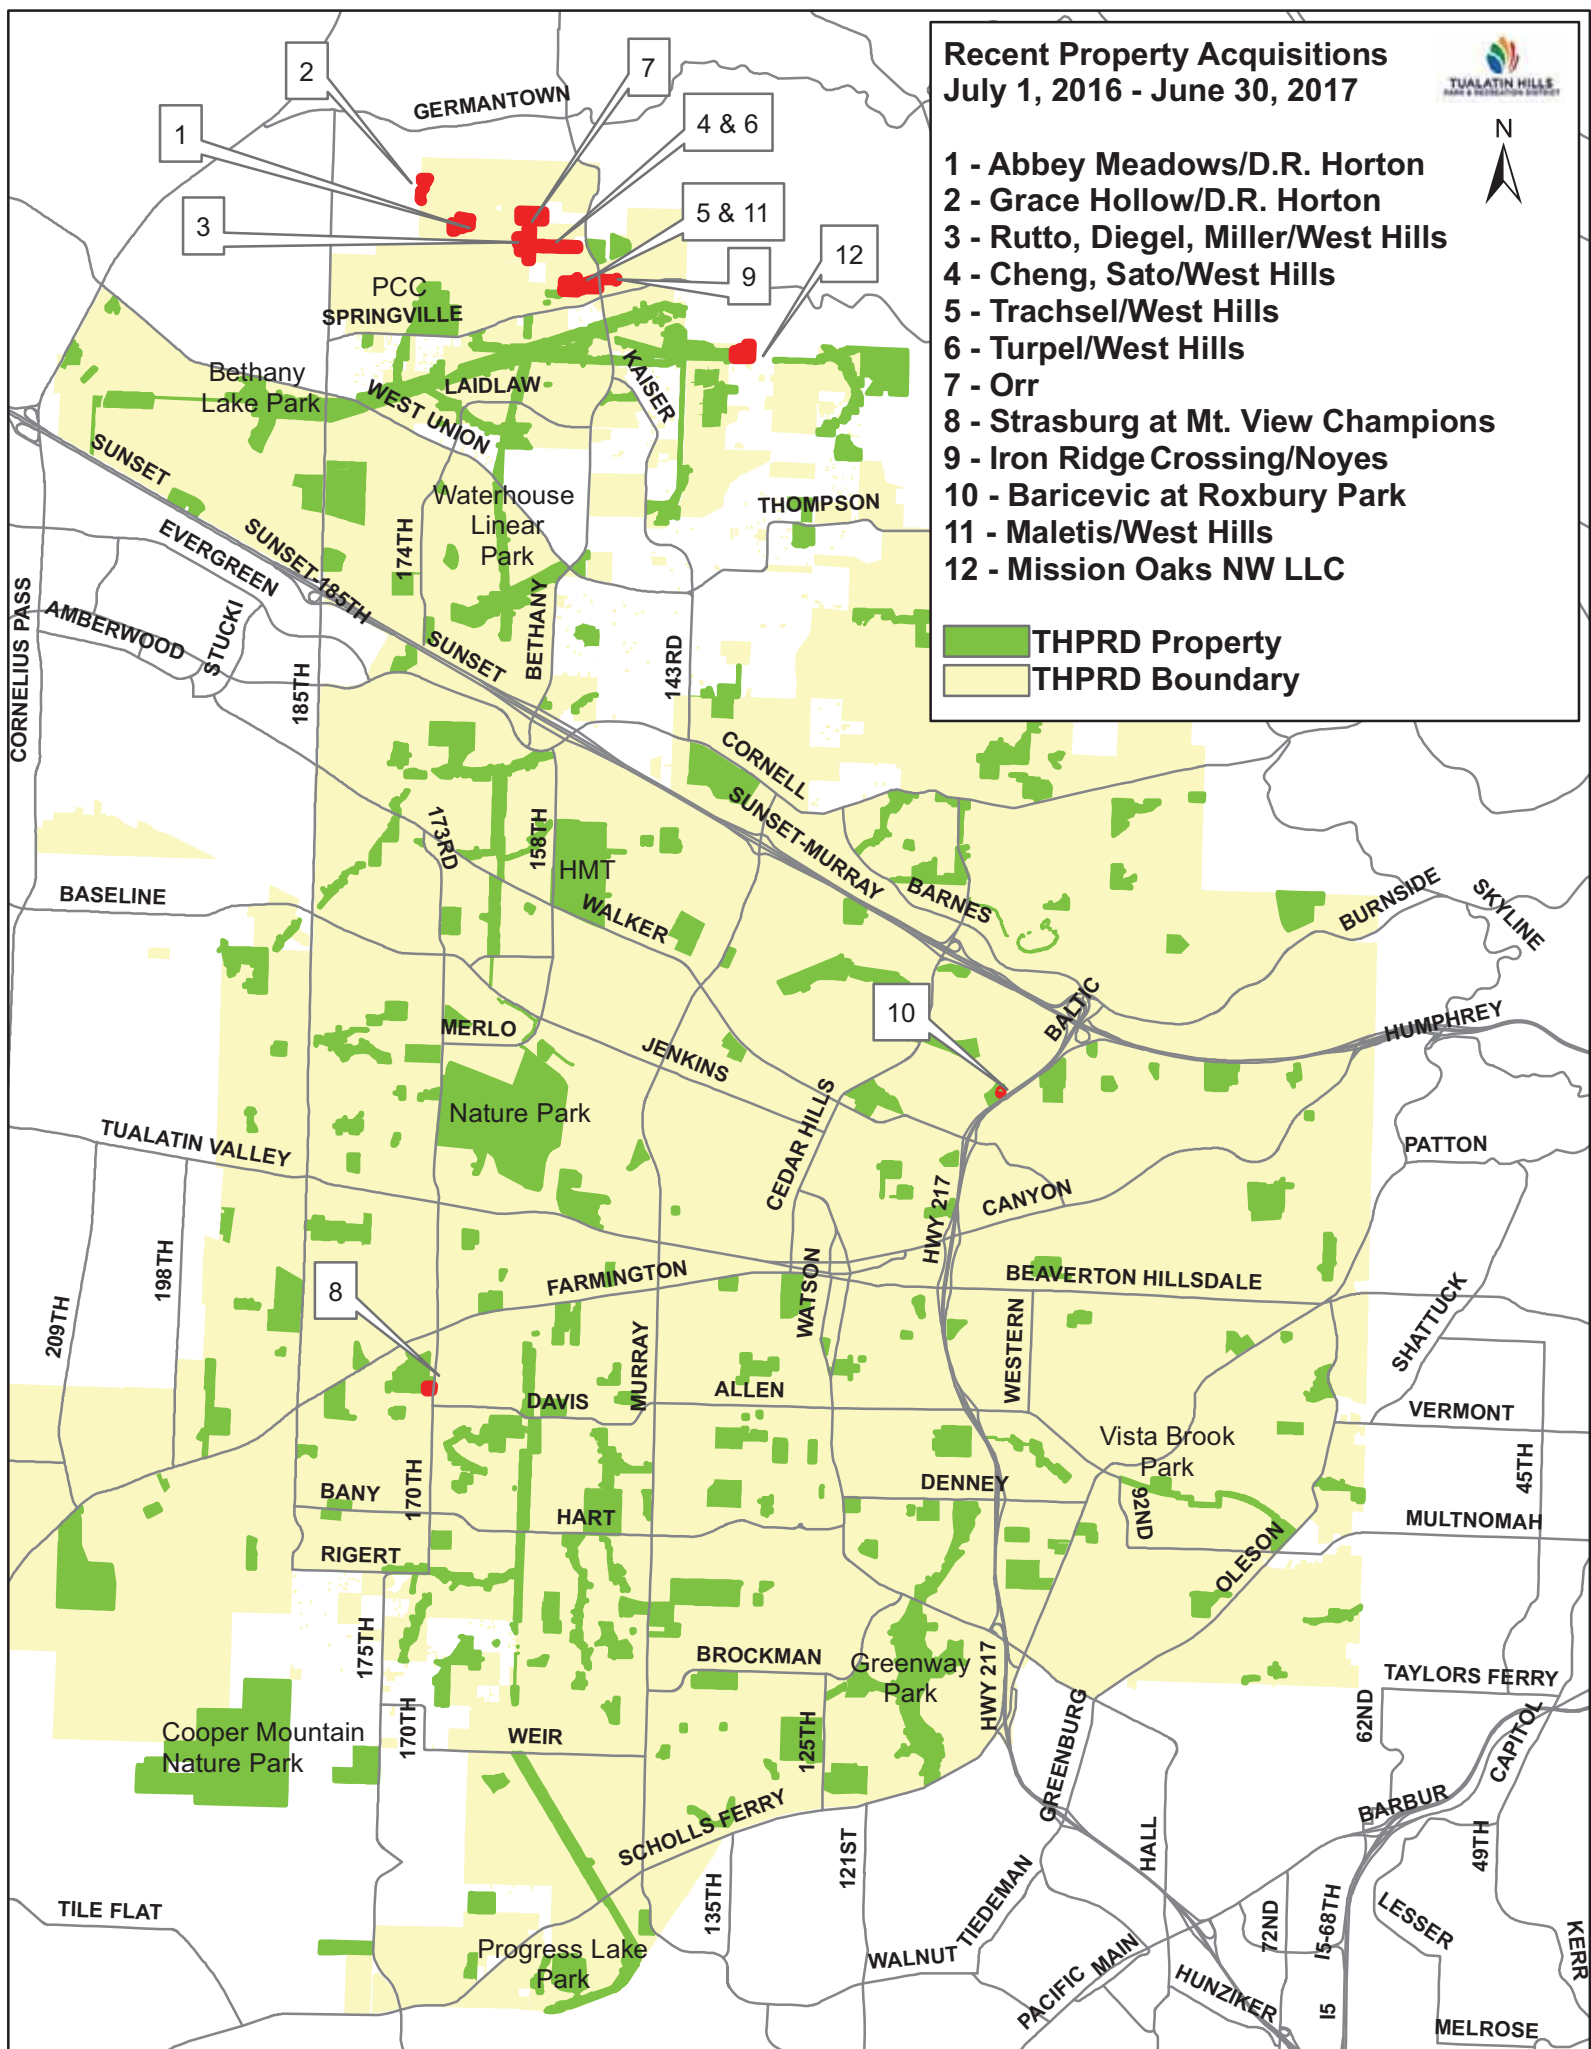 Recent Property Acquisitions
July 1, 2016 - June 30, 2017
TUALATIN HILLS
PARK & RECREATION DISTRICT
N
1 - Abbey Meadows/D.R. Horton
2 - Grace Hollow/D.R. Horton
3 - Rutto, Diegel, Miller/West Hills
4 - Cheng, Sato/West Hills
5 - Trachsel/West Hills
6 - Turpel/West Hills
7 - Orr
8 - Strasburg at Mt. View Champions
9 - Iron Ridge Crossing/Noyes
10 - Baricevic at Roxbury Park
11 - Maletis/West Hills
12 - Mission Oaks NW LLC
THPRD Property
THPRD Boundary
2
7
GERMANTOWN
4 & 6
1
5 & 11
3
12
9
PCC
SPRINGVILLE
KAISER
Bethany
Lake Park
LAIDLAW
WEST UNION
SUNSET
Waterhouse
Linear
Park
THOMPSON
174TH
EVERGREEN
SUNSET-185TH
CORNELIUS PASS
AMBERWOOD
STUCKI
BETHANY
SUNSET
143RD
185TH
CORNELL
SUNSET-MURRAY
173RD
158TH
HMT
BARNES
BURNSIDE
SKYLINE
BASELINE
WALKER
BALTIC
10
MERLO
JENKINS
HUMPHREY
Nature Park
CEDAR HILLS
TUALATIN VALLEY
PATTON
CANYON
HWY 217
198TH
209TH
8
FARMINGTON
WATSON
BEAVERTON HILLSDALE
SHATTUCK
WESTERN
MURRAY
DAVIS
ALLEN
VERMONT
Vista Brook
Park
45TH
BANY
170TH
DENNEY
92ND
HART
MULTNOMAH
RIGERT
OLESON
175TH
BROCKMAN
Greenway
Park
HWY 217
TAYLORS FERRY
62ND
Cooper Mountain
Nature Park
170TH
WEIR
125TH
GREENBURG
CAPITOL
BARBUR
SCHOLLS FERRY
121ST
HALL
49TH
TILE FLAT
135TH
TIEDEMAN
72ND
I5-68TH
LESSER
KERR
Progress Lake
Park
WALNUT
PACIFIC
MAIN
HUNZIKER
I5
MELROSE